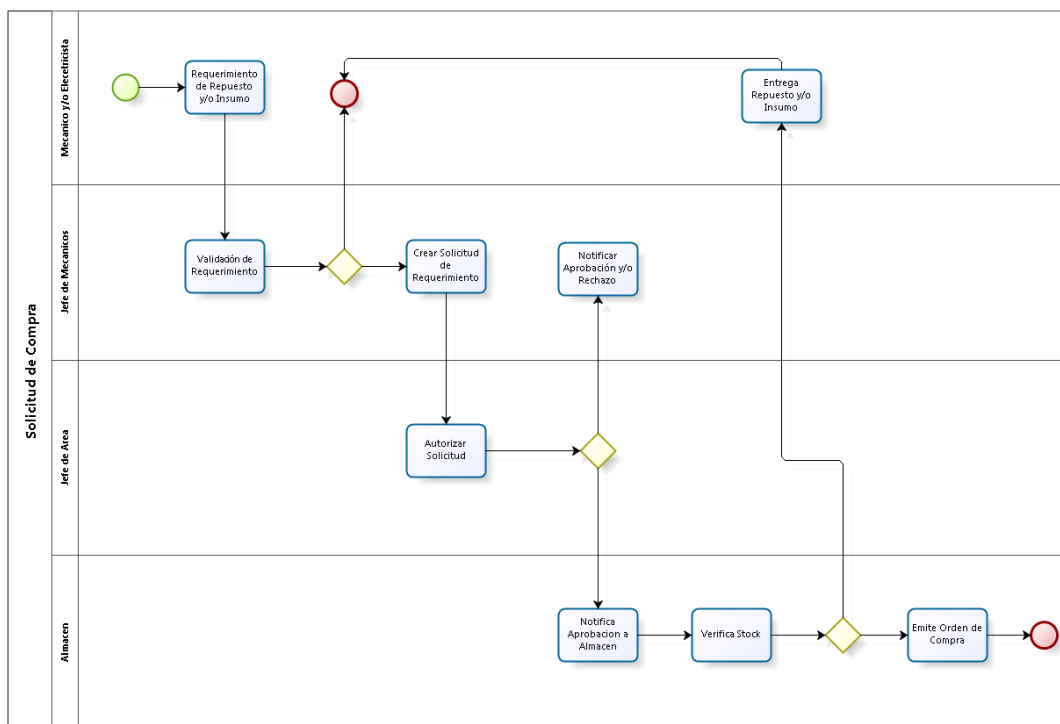 Solicitud de Compra
Mecanico y/o Elecetricista
Requerimiento
de Repuesto
y/o Insumo
Entrega
Repuesto y/o
Insumo
Jefe de Mecanicos
Validación de
Requerimiento
Crear Solicitud
de
Requerimiento
Notificar
Aprobación y/o
Rechazo
Jefe de Area
Autorizar
Solicitud
Almacen
Notifica
Aprobacion a
Almacen
Verifica Stock
Emite Orden de
Compra